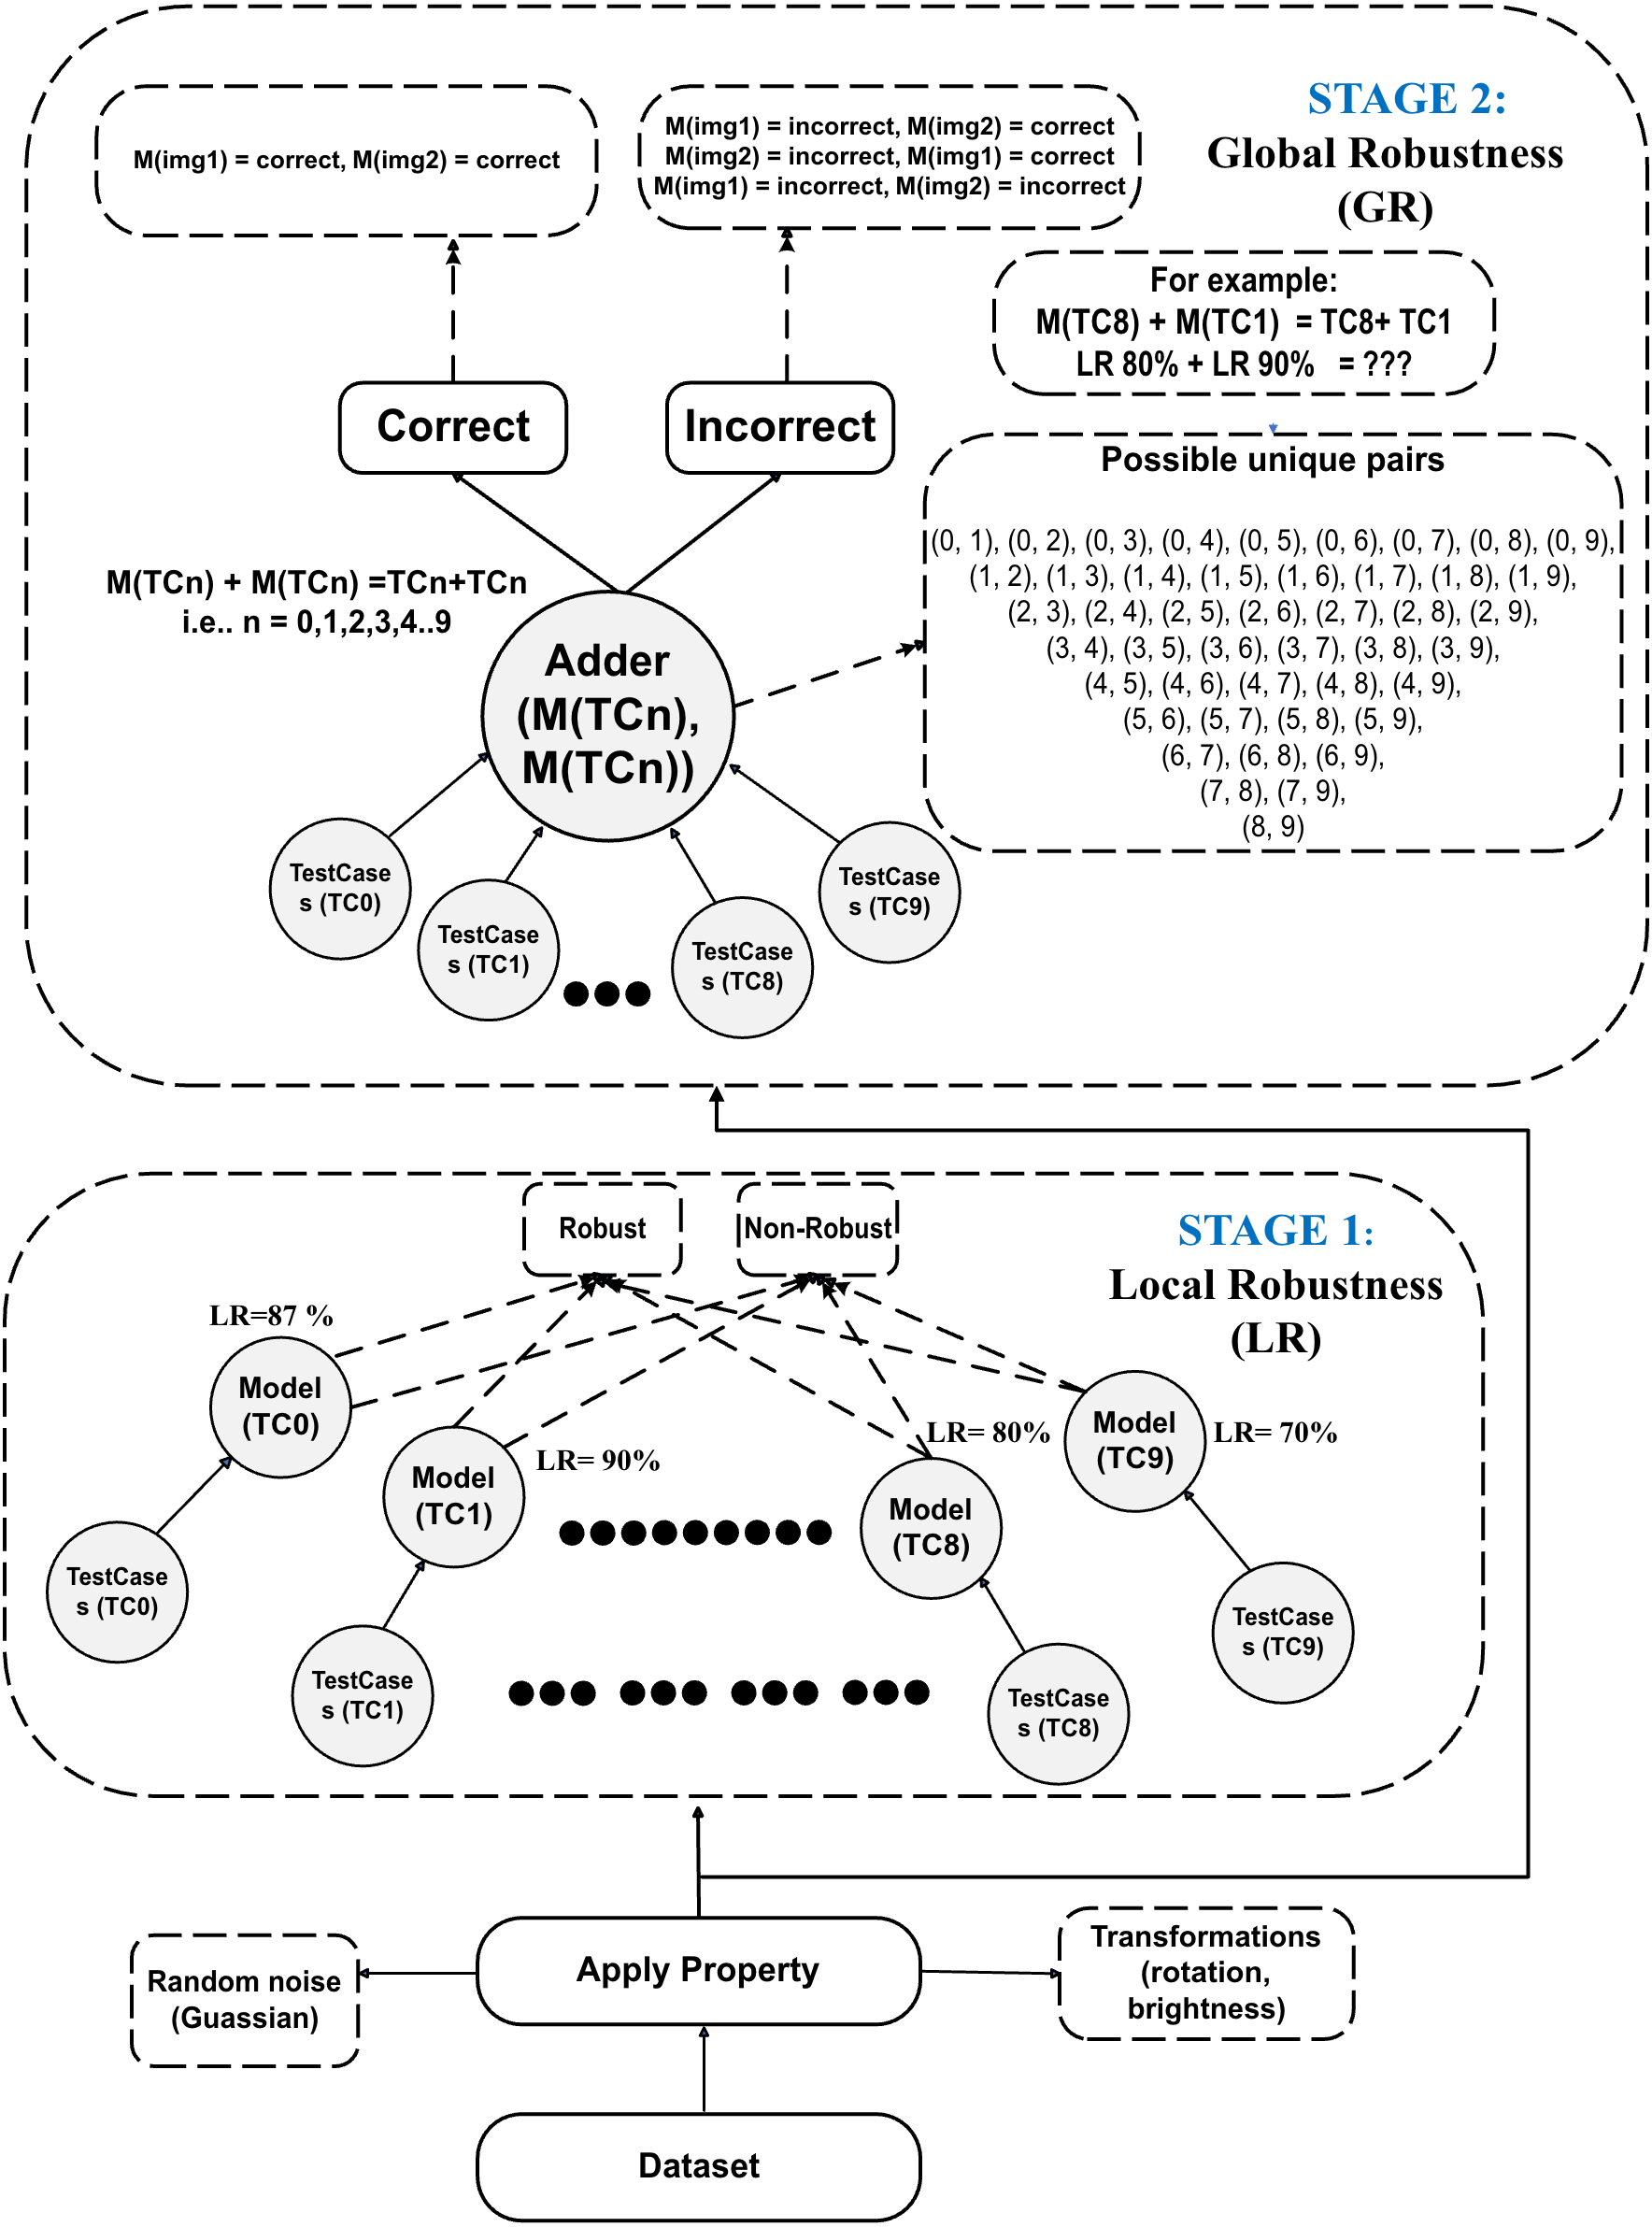 STAGE 2:
Global Robustness
(GR)
M(img1) = correct, M(img2) = correct
M(img1) = incorrect, M(img2) = correct
M(img2) = incorrect, M(img1) = correct
M(img1) = incorrect, M(img2) = incorrect
For example:
M(TC8) + M(TC1) = TC8+ TC1
LR 80% + LR 90% = ???
Correct
Incorrect
Possible unique pairs
(0, 1), (0, 2), (0, 3), (0, 4), (0, 5), (0, 6), (0, 7), (0, 8), (0, 9),
(1, 2), (1, 3), (1, 4), (1, 5), (1, 6), (1, 7), (1, 8), (1, 9),
(2, 3), (2, 4), (2, 5), (2, 6), (2, 7), (2, 8), (2, 9),
(3, 4), (3, 5), (3, 6), (3, 7), (3, 8), (3, 9),
(4, 5), (4, 6), (4, 7), (4, 8), (4, 9),
(5, 6), (5, 7), (5, 8), (5, 9),
(6, 7), (6, 8), (6, 9),
(7, 8), (7, 9),
(8, 9)
M(TCn) + M(TCn) =TCn+TCn
i.e.. n = 0,1,2,3,4..9
Adder
(M(TCn),
M(TCn))
TestCase
s (TC0)
TestCase
s (TC1)
TestCase
s (TC8)
TestCase
s (TC9)
STAGE 1:
Local Robustness
(LR)
Robust
Non-Robust
LR=87 %
Model
(TC0)
Model
(TC1)
LR= 90%
Model
(TC8)
LR= 80%
Model
(TC9)
LR= 70%
TestCase
s (TC0)
TestCase
s (TC1)
TestCase
s (TC8)
TestCase
s (TC9)
Random noise
(Guassian)
Apply Property
Transformations
(rotation,
brightness)
Dataset